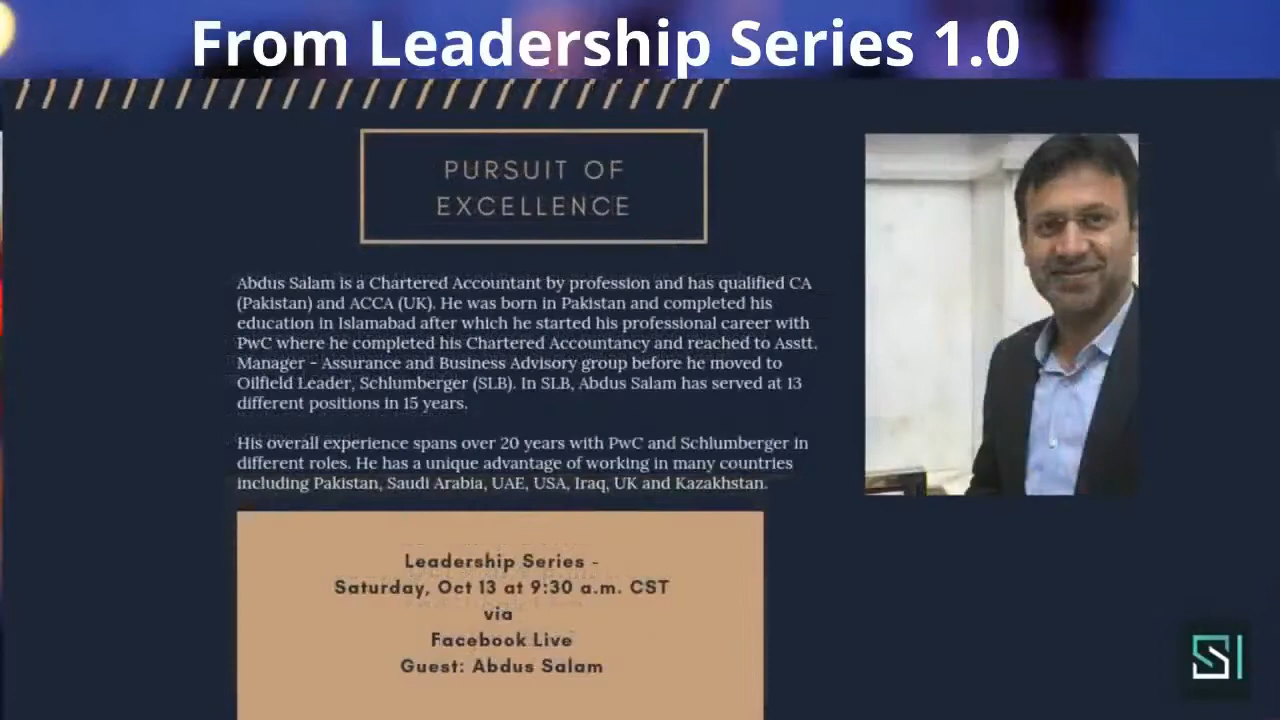 From Leadership Series 1.0
PURSUIT OF
EXCELLENCE
Abdus Salam is a Chartered Accountant by profession and has qualified CA
(Pakistan) and ACCA (UK). He was born in Pakistan and completed his
education in Islamabad after which he started his professional career with
PwC where he completed his Chartered Accountancy and reached to Asstt.
Manager - Assurance and Business Advisory group before he moved to
Oilfield Leader, Schlumberger (SLB). In SLB, Abdus Salam has served at 13
different positions in 15 years.
His overall experience spans over 20 years with PwC and Schlumberger in
different roles. He has a unique advantage of working in many countries
including Pakistan, Saudi Arabia, UAE, USA, Iraq, UK and Kazakhstan.
Leadership Series -
Saturday, Oct 13 at 9:30 a.m. CST
via
Facebook Live
Guest: Abdus Salam